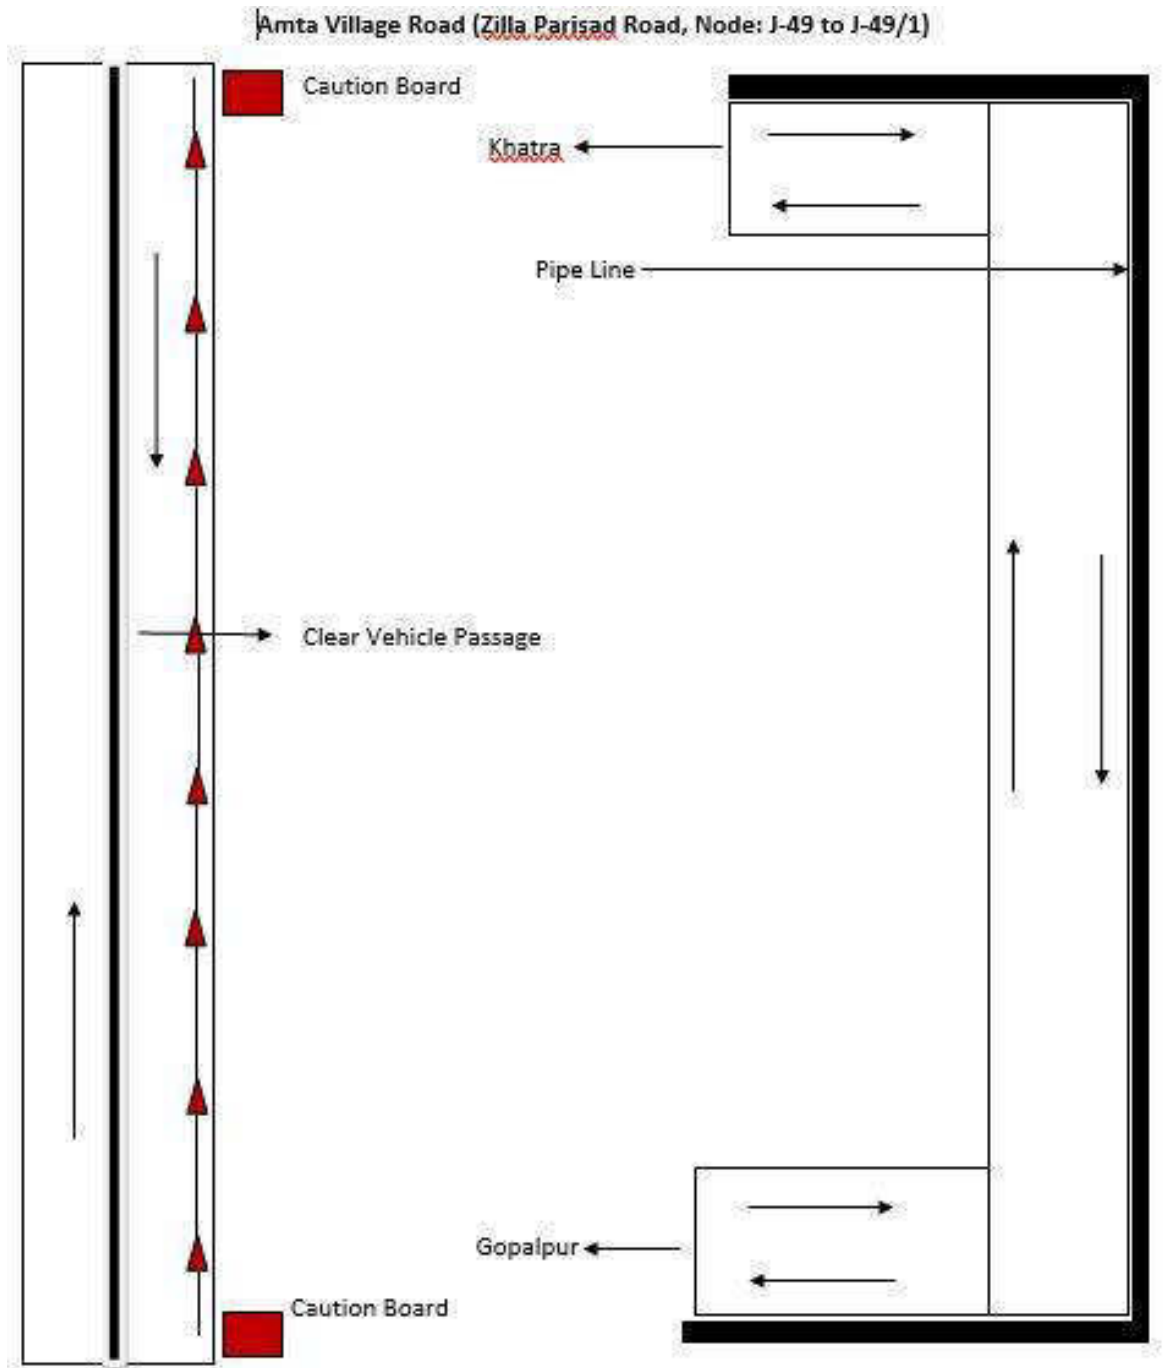 Amta Village Road (Zilla Parisad Road, Node: J-49 to J-49/1)
Caution Board
Khatra
Pipe Line
Clear Vehicle Passage
Gopalpur
Caution Board